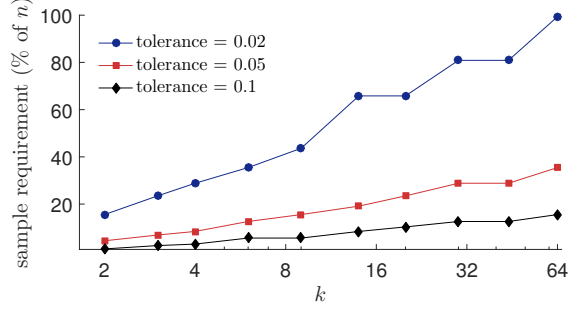 sample requirement (% of n)
100
80
60
40
20
tolerance = 0.02
tolerance = 0.05
tolerance = 0.1
2 4 8 16 32 64
k